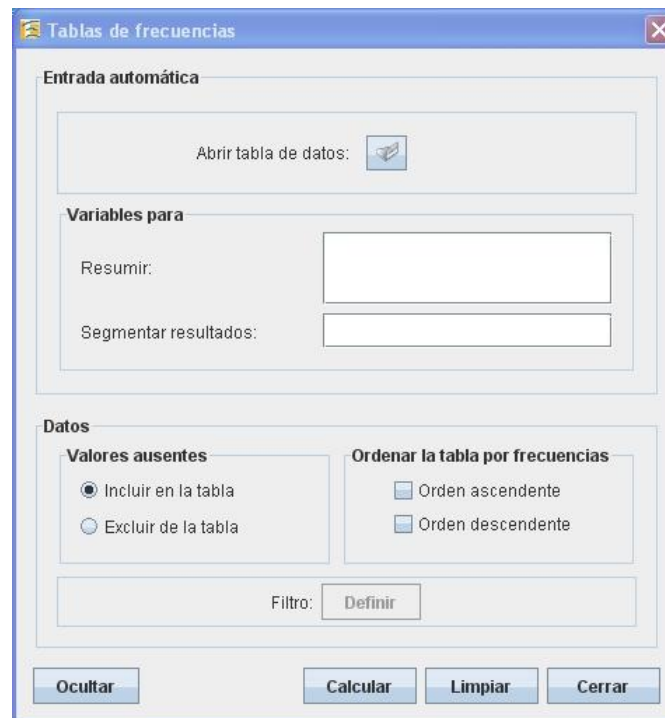 Tablas de frecuencias
Entrada automática
Abrir tabla de datos:
Variables para
Resumir:
Segmentar resultados:
Datos
Valores ausentes
Incluir en la tabla
Excluir de la tabla
Ordenar la tabla por frecuencias
Orden ascendente
Orden descendente
Filtro: Definir
Ocultar Calcular Limpiar Cerrar